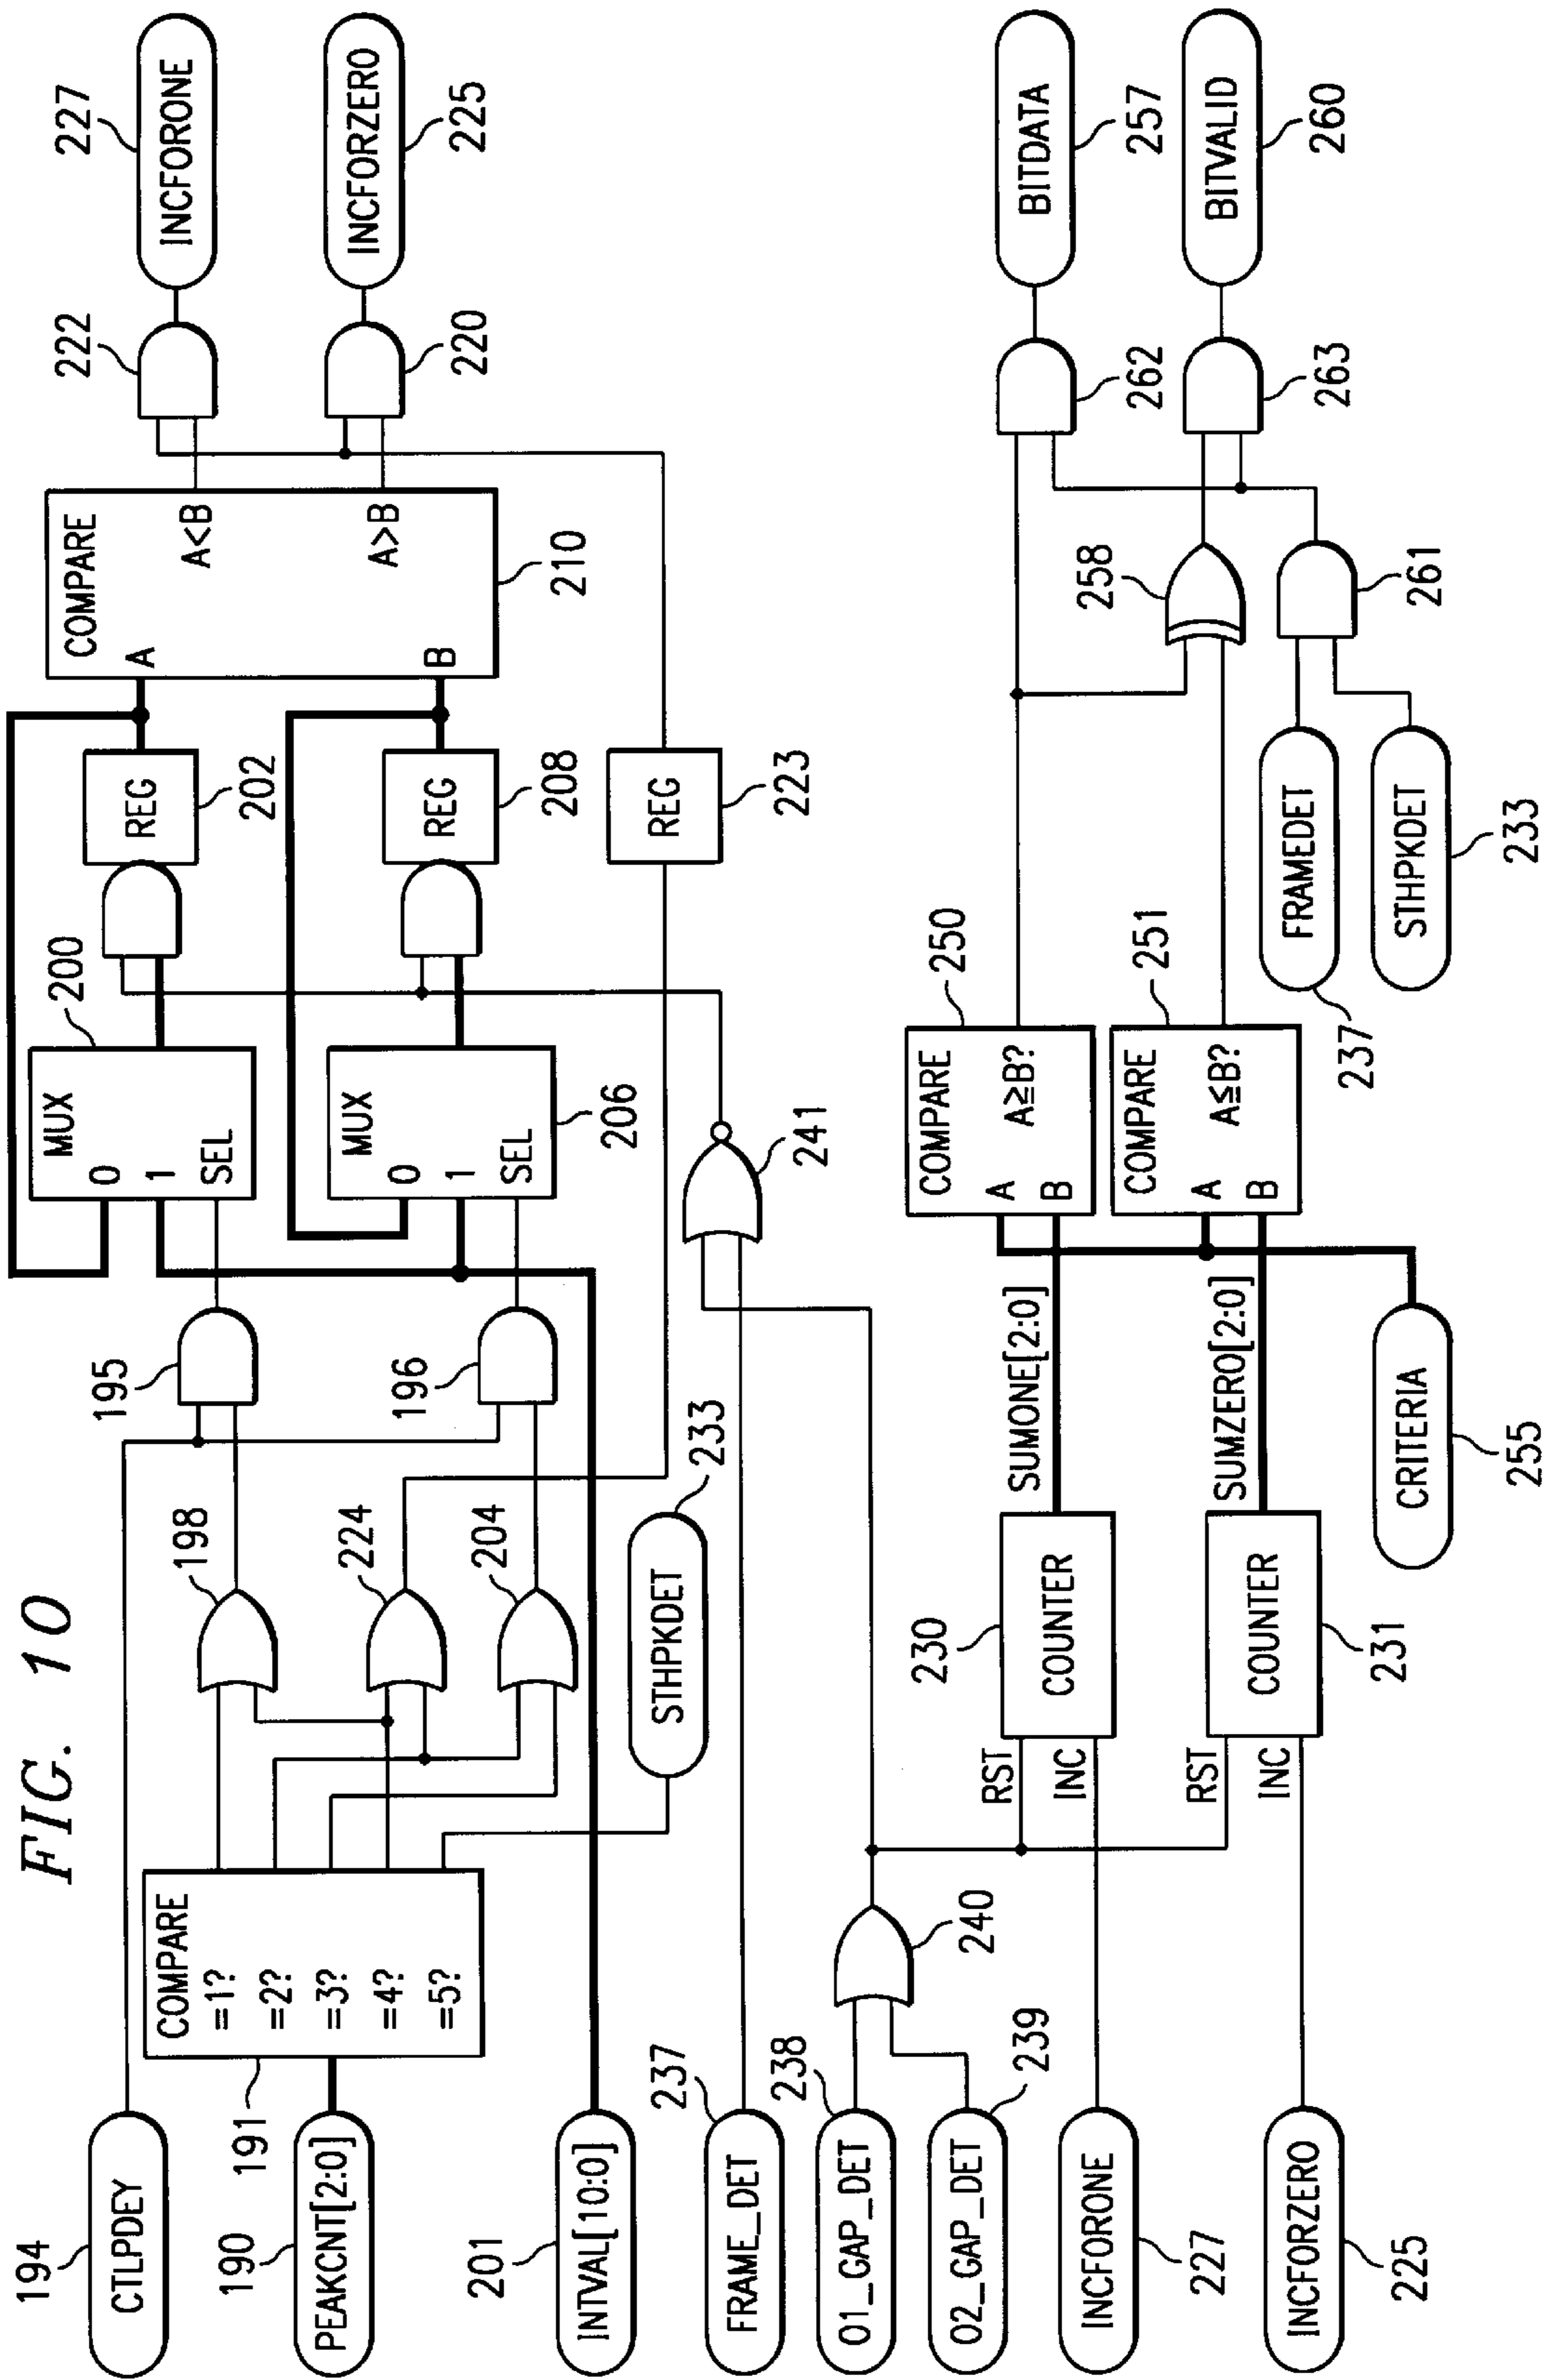 FIG. 10
194
CTLPDEY
190
PEAKCNT[2:0]
191
COMPARE
=1?
=2?
=3?
=4?
=5?
201
INTVAL[10:0]
198
224
204
195
196
STHPKDET
233
200
MUX
0
1
SEL
MUX
0
1
SEL
206
REG
202
REG
208
REG
223
COMPARE
A
B
A<B
A>B
210
222
220
227
INCFORONE
INCFORZERO
225
237
FRAME_DET
238
01_GAP_DET
02_GAP_DET
239
240
241
INCFORONE
227
INCFORZERO
225
RST
INC
230
COUNTER
RST
INC
COUNTER
231
SUMONE[2:0]
SUMZERO[2:0]
CRITERIA
255
250
COMPARE
A
B
A≧B?
251
COMPARE
A
B
A≦B?
237
FRAMEDET
STHPKDET
233
258
261
262
263
BITDATA
257
BITVALID
260